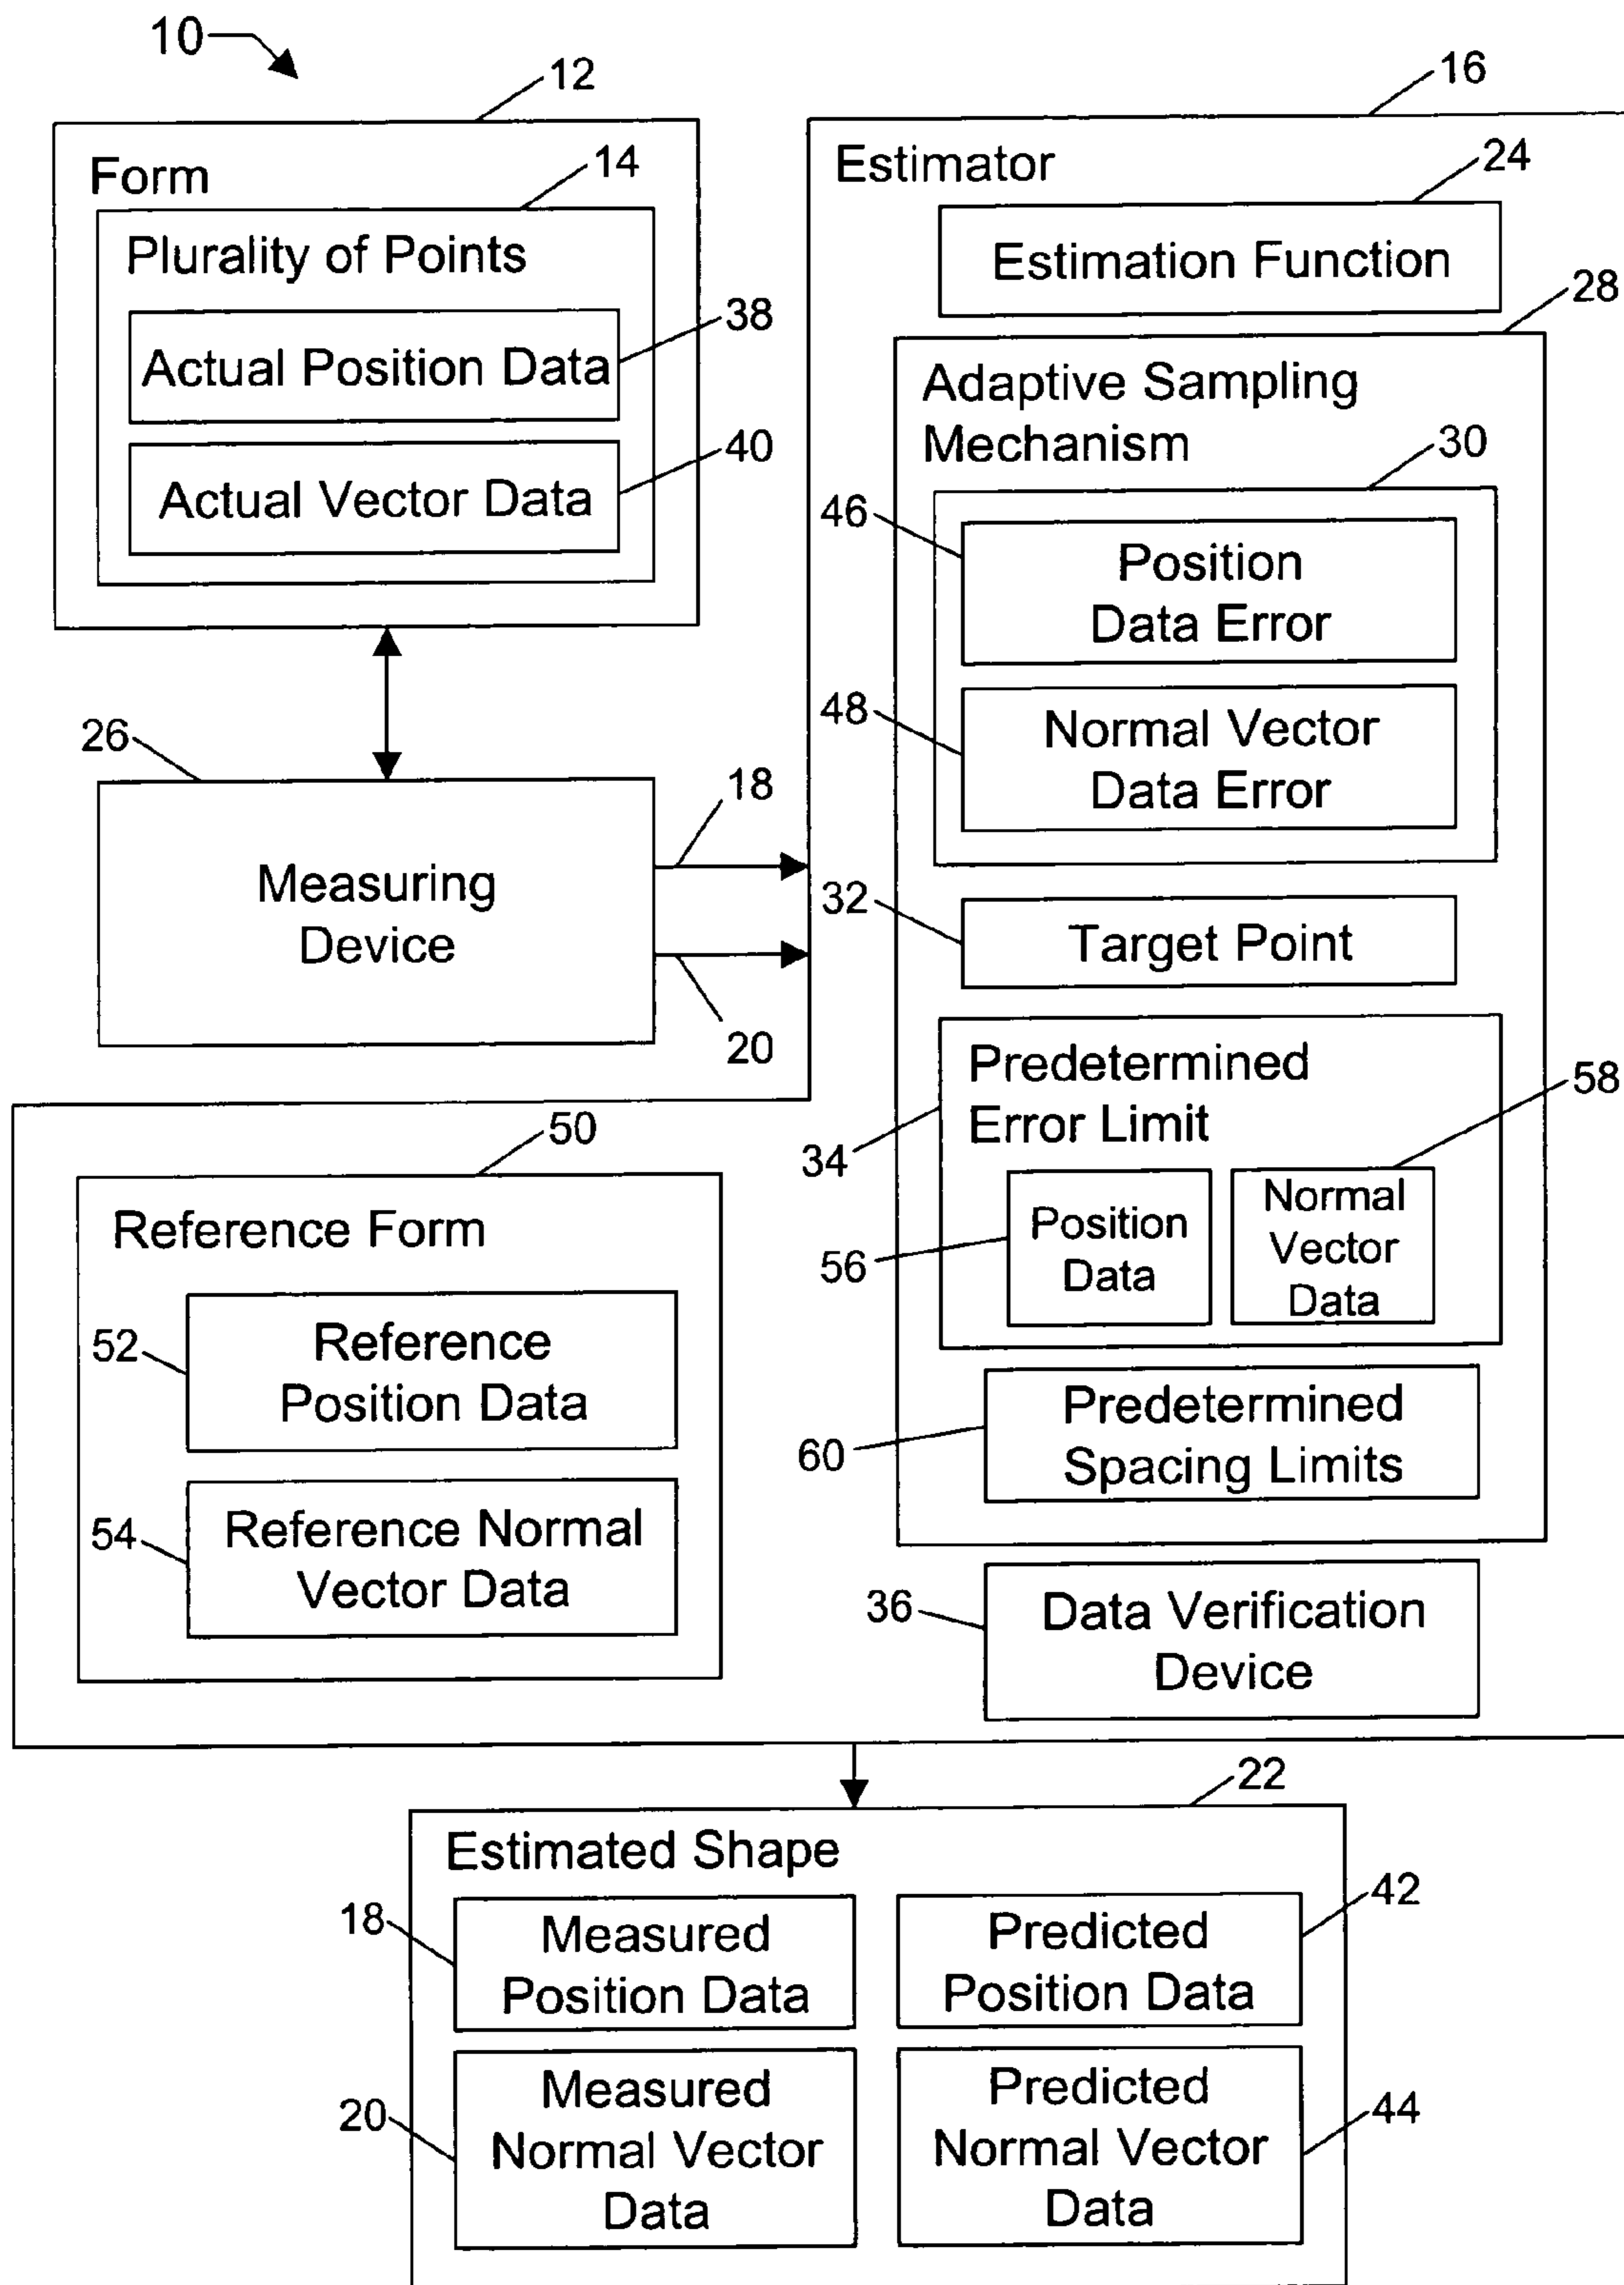 10
12
Form
14
Plurality of Points
38
Actual Position Data
40
Actual Vector Data
26
Measuring
Device
18
20
16
Estimator
24
Estimation Function
28
Adaptive Sampling
Mechanism
30
46
Position
Data Error
48
Normal Vector
Data Error
32
Target Point
34
Predetermined
Error Limit
58
56
Position
Data
Normal
Vector
Data
60
Predetermined
Spacing Limits
36
Data Verification
Device
50
Reference Form
52
Reference
Position Data
54
Reference Normal
Vector Data
22
Estimated Shape
18
Measured
Position Data
42
Predicted
Position Data
20
Measured
Normal Vector
Data
44
Predicted
Normal Vector
Data